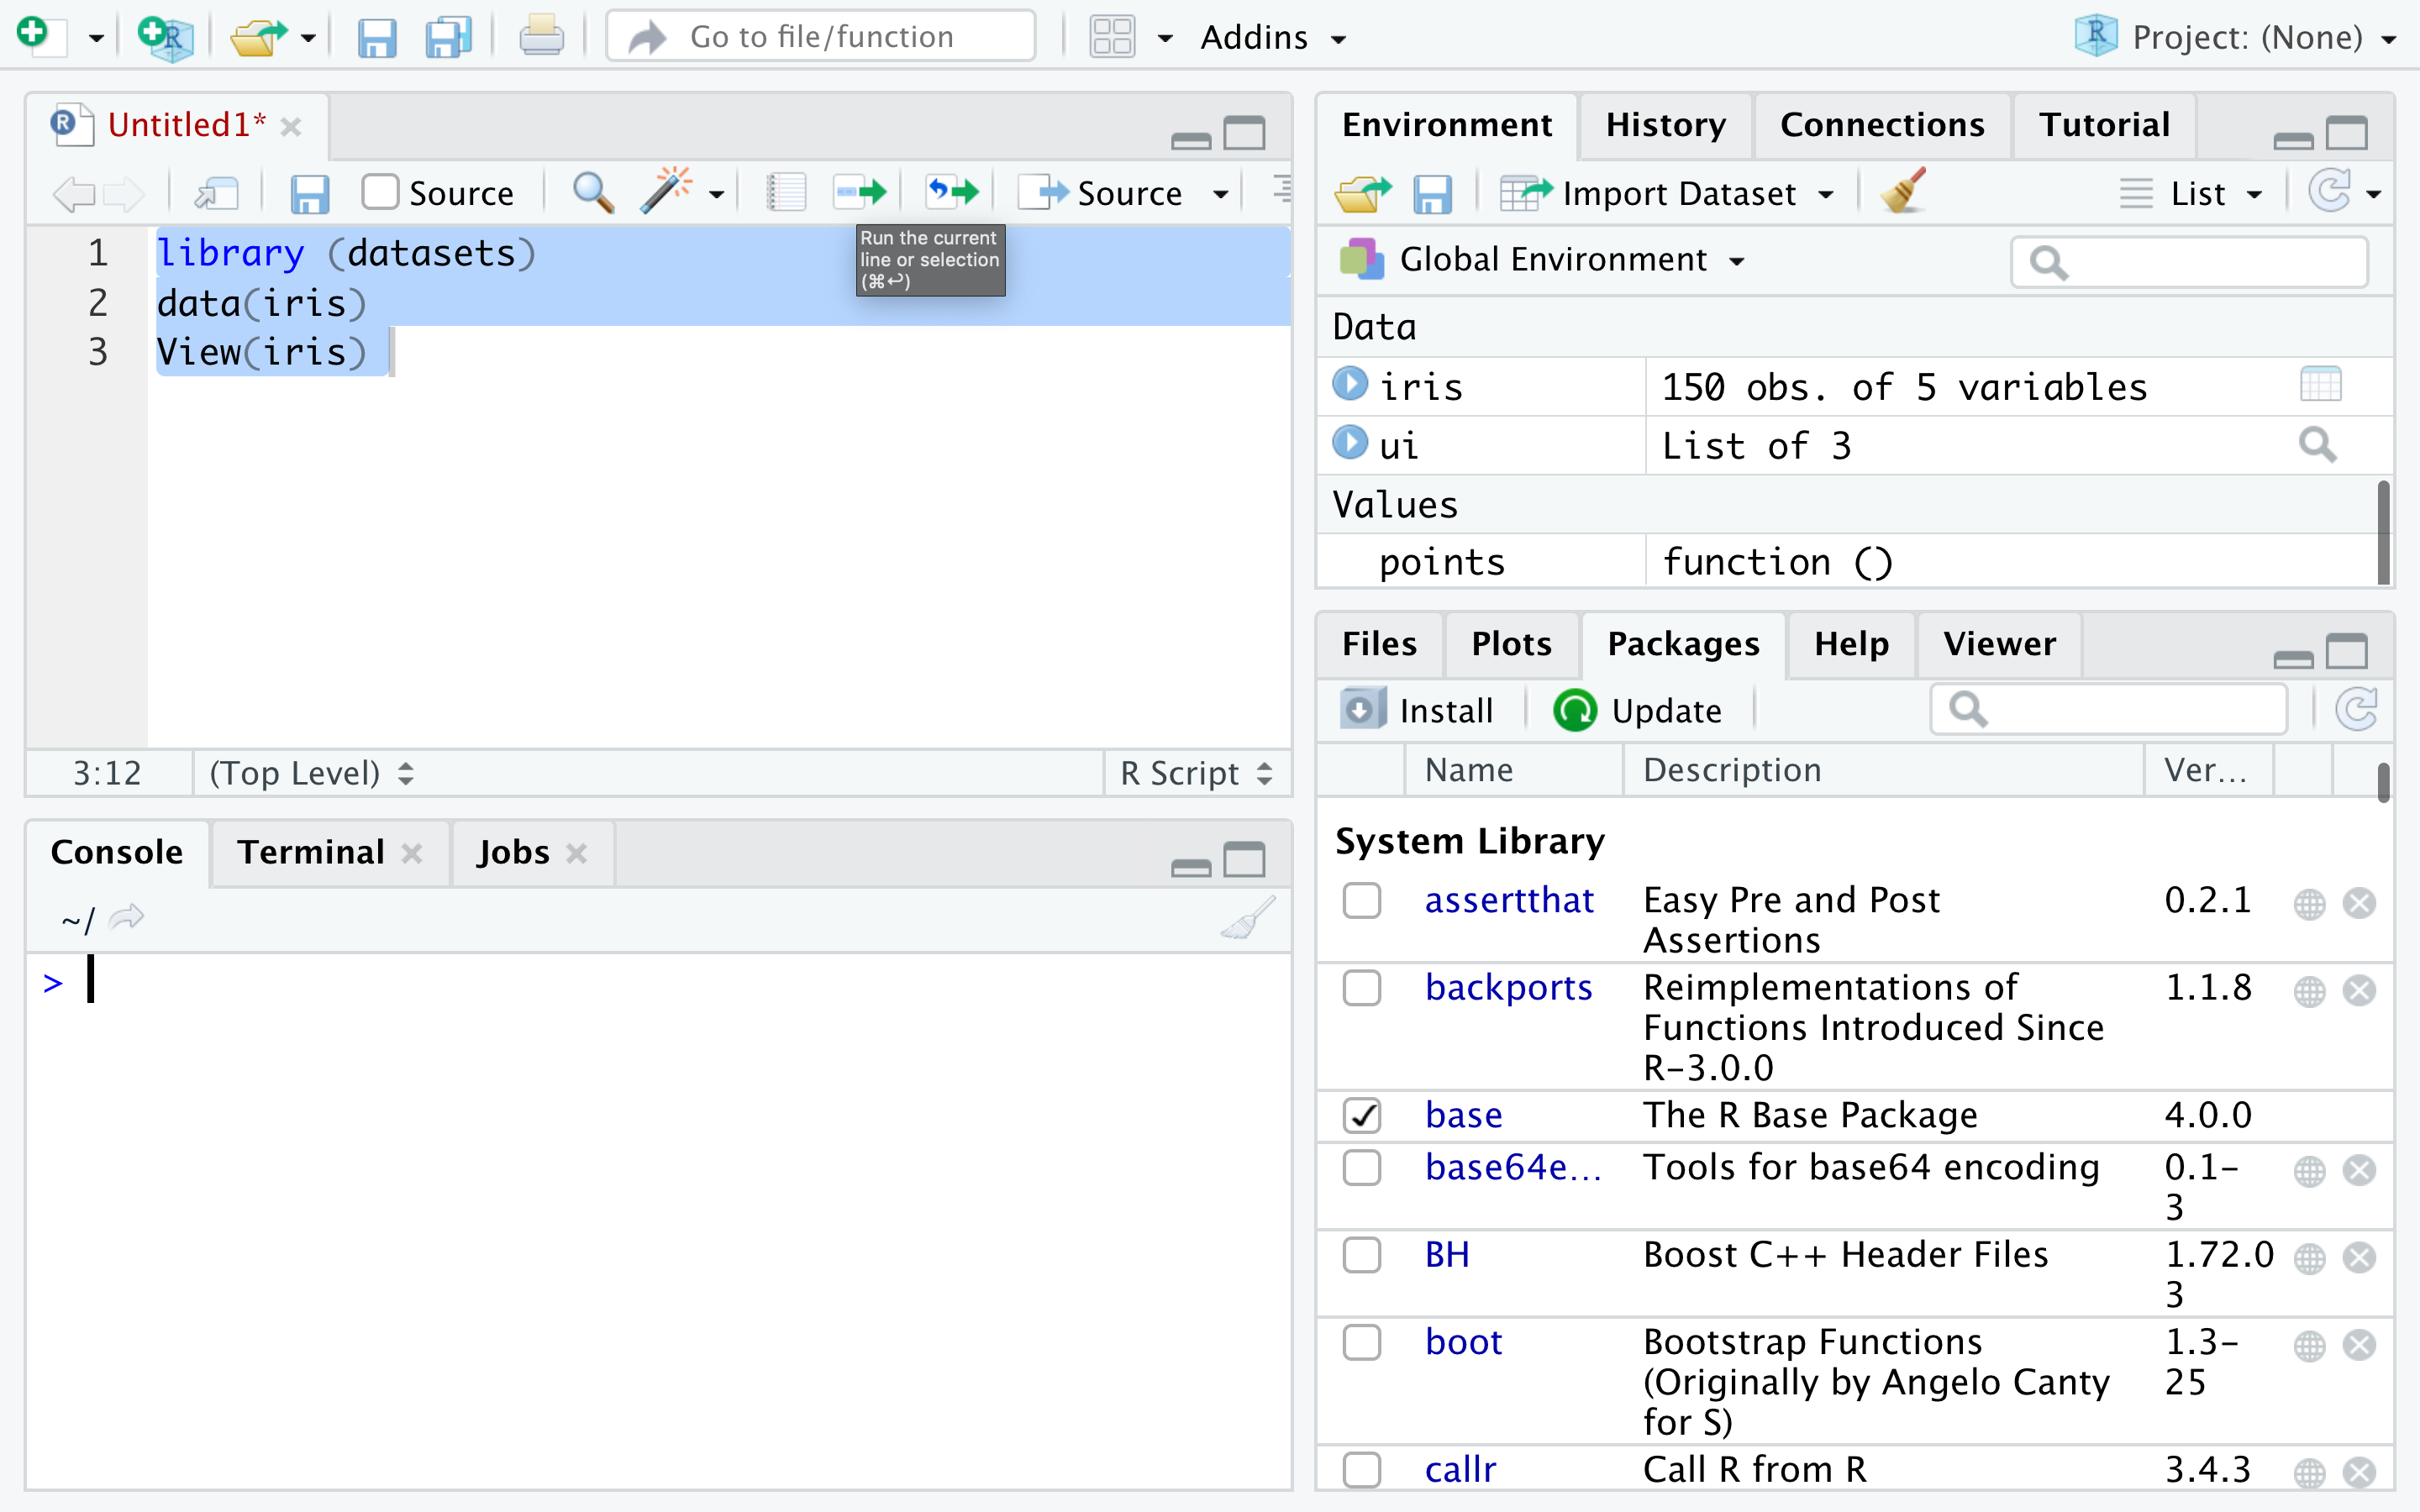 Go to file/function
Addins
Project: (None)
Untitled1*
Source
Source
Run the current
line or selection
(⌘↩)
1 library (datasets)
2 data(iris)
3 View(iris)
3:12 (Top Level) R Script
Console Terminal Jobs
~/
>
Environment History Connections Tutorial
Import Dataset List
Global Environment
Data
iris 150 obs. of 5 variables
ui List of 3
Values
points function ()
Files Plots Packages Help Viewer
Install Update
Name Description Ver...
System Library
assertthat Easy Pre and Post 0.2.1
Assertions
backports Reimplementations of 1.1.8
Functions Introduced Since
R-3.0.0
base The R Base Package 4.0.0
base64e... Tools for base64 encoding 0.1-
3
BH Boost C++ Header Files 1.72.0
3
boot Bootstrap Functions 1.3-
(Originally by Angelo Canty 25
for S)
callr Call R from R 3.4.3